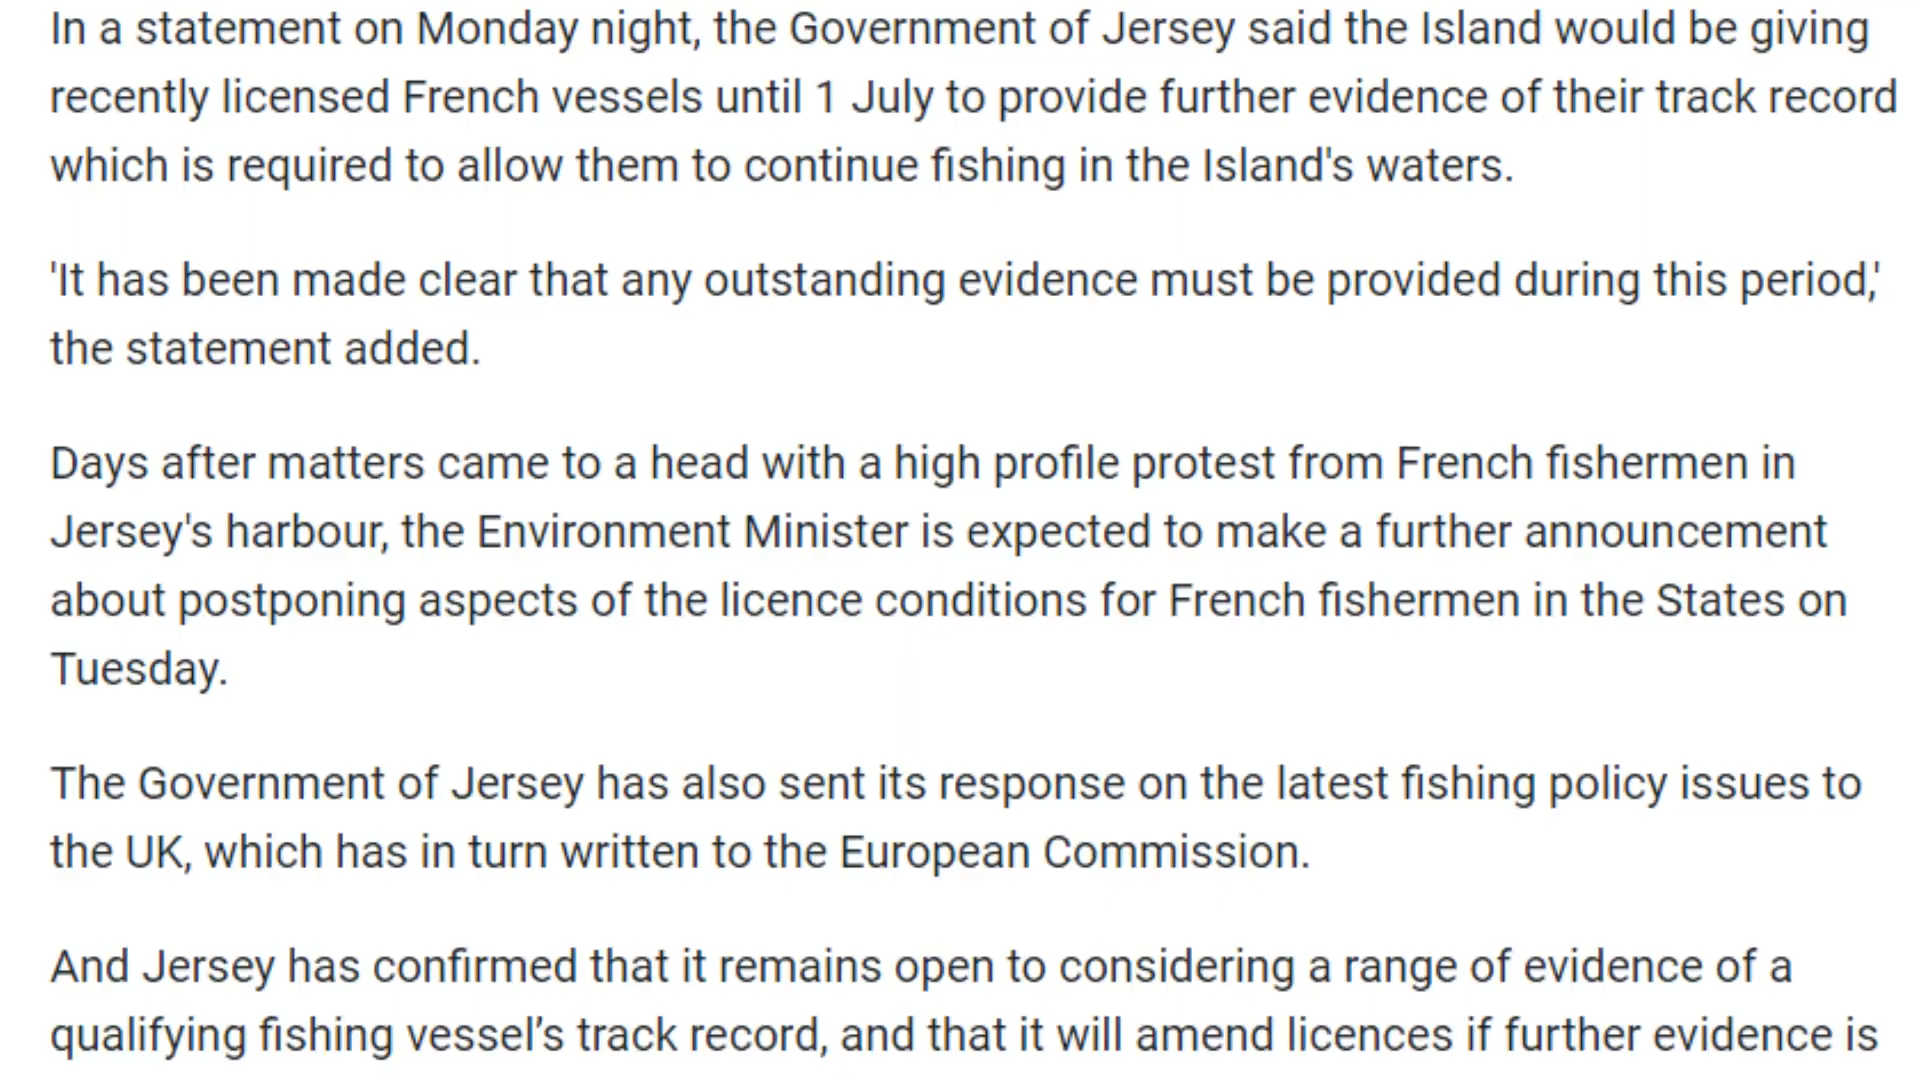 In a statement on Monday night, the Government of Jersey said the Island would be giving
recently licensed French vessels until 1 July to provide further evidence of their track record
which is required to allow them to continue fishing in the Island's waters.
'It has been made clear that any outstanding evidence must be provided during this period,'
the statement added.
Days after matters came to a head with a high profile protest from French fishermen in
Jersey's harbour, the Environment Minister is expected to make a further announcement
about postponing aspects of the licence conditions for French fishermen in the States on
Tuesday.
The Government of Jersey has also sent its response on the latest fishing policy issues to
the UK, which has in turn written to the European Commission.
And Jersey has confirmed that it remains open to considering a range of evidence of a
qualifying fishing vessel’s track record, and that it will amend licences if further evidence is